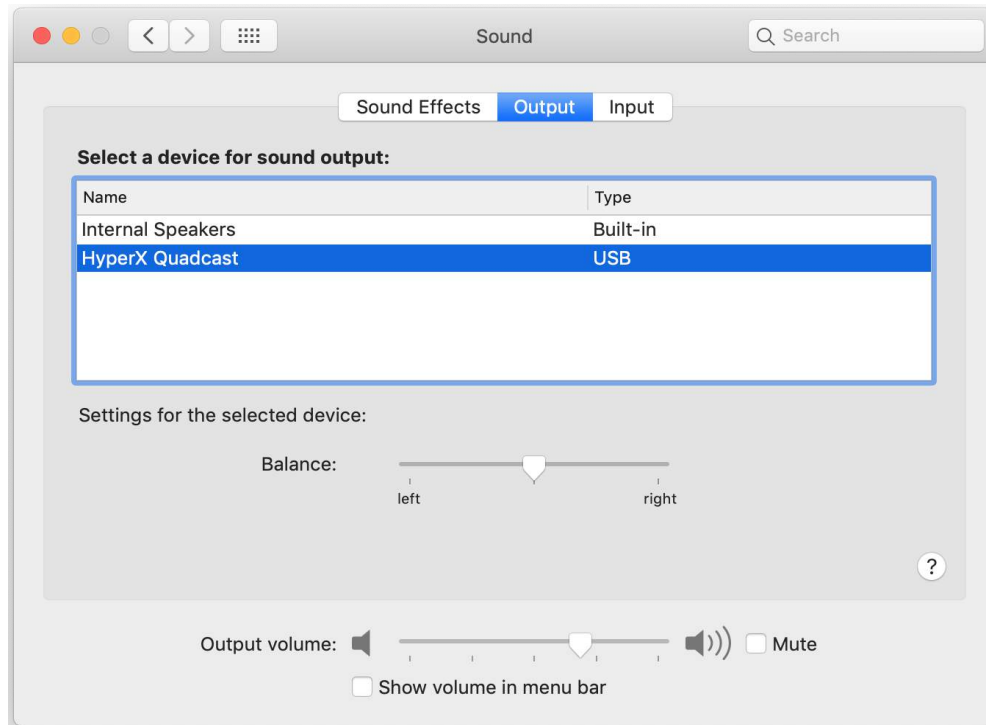 Sound
Search
Sound Effects Output Input
Select a device for sound output:
Name Type
Internal Speakers Built-in
HyperX Quadcast USB
Settings for the selected device:
Balance:
left right
?
Output volume: Mute
Show volume in menu bar